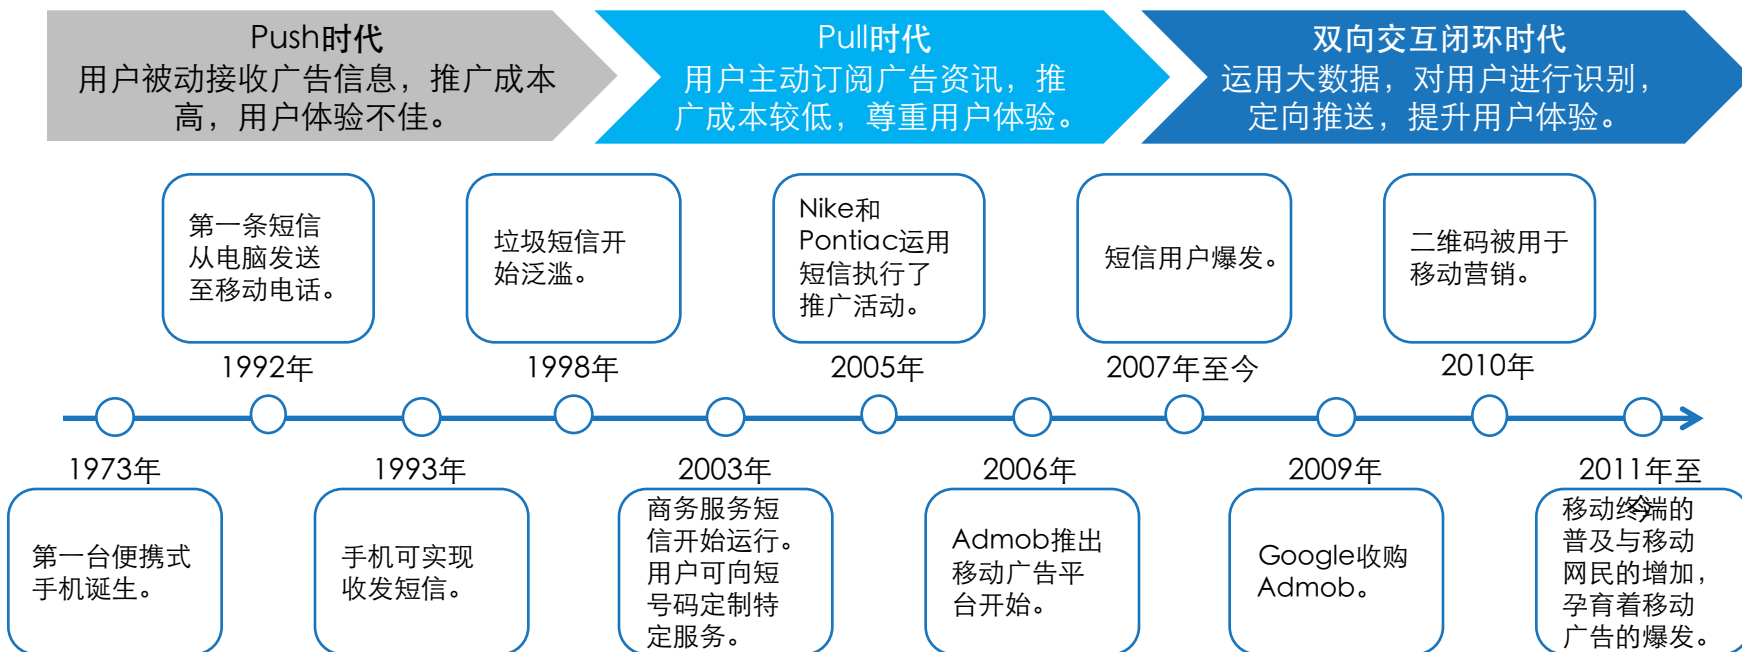 Push时代
用户被动接收广告信息，推广成本
高，用户体验不佳。
Pull时代
用户主动订阅广告资讯，推
广成本较低，尊重用户体验。
双向交互闭环时代
运用大数据，对用户进行识别，
定向推送，提升用户体验。
第一条短信
从电脑发送
至移动电话。
垃圾短信开
始泛滥。
Nike和
Pontiac运用
短信执行了
推广活动。
短信用户爆发。
二维码被用于
移动营销。
1992年
1998年
2005年
2007年至今
2010年
1973年
1993年
2003年
2006年
2009年
2011年至
今
第一台便携式
手机诞生。
手机可实现
收发短信。
商务服务短
信开始运行。
用户可向短
号码定制特
定服务。
Admob推出
移动广告平
台开始。
Google收购
Admob。
移动终端的
普及与移动
网民的增加，
孕育着移动
广告的爆发。